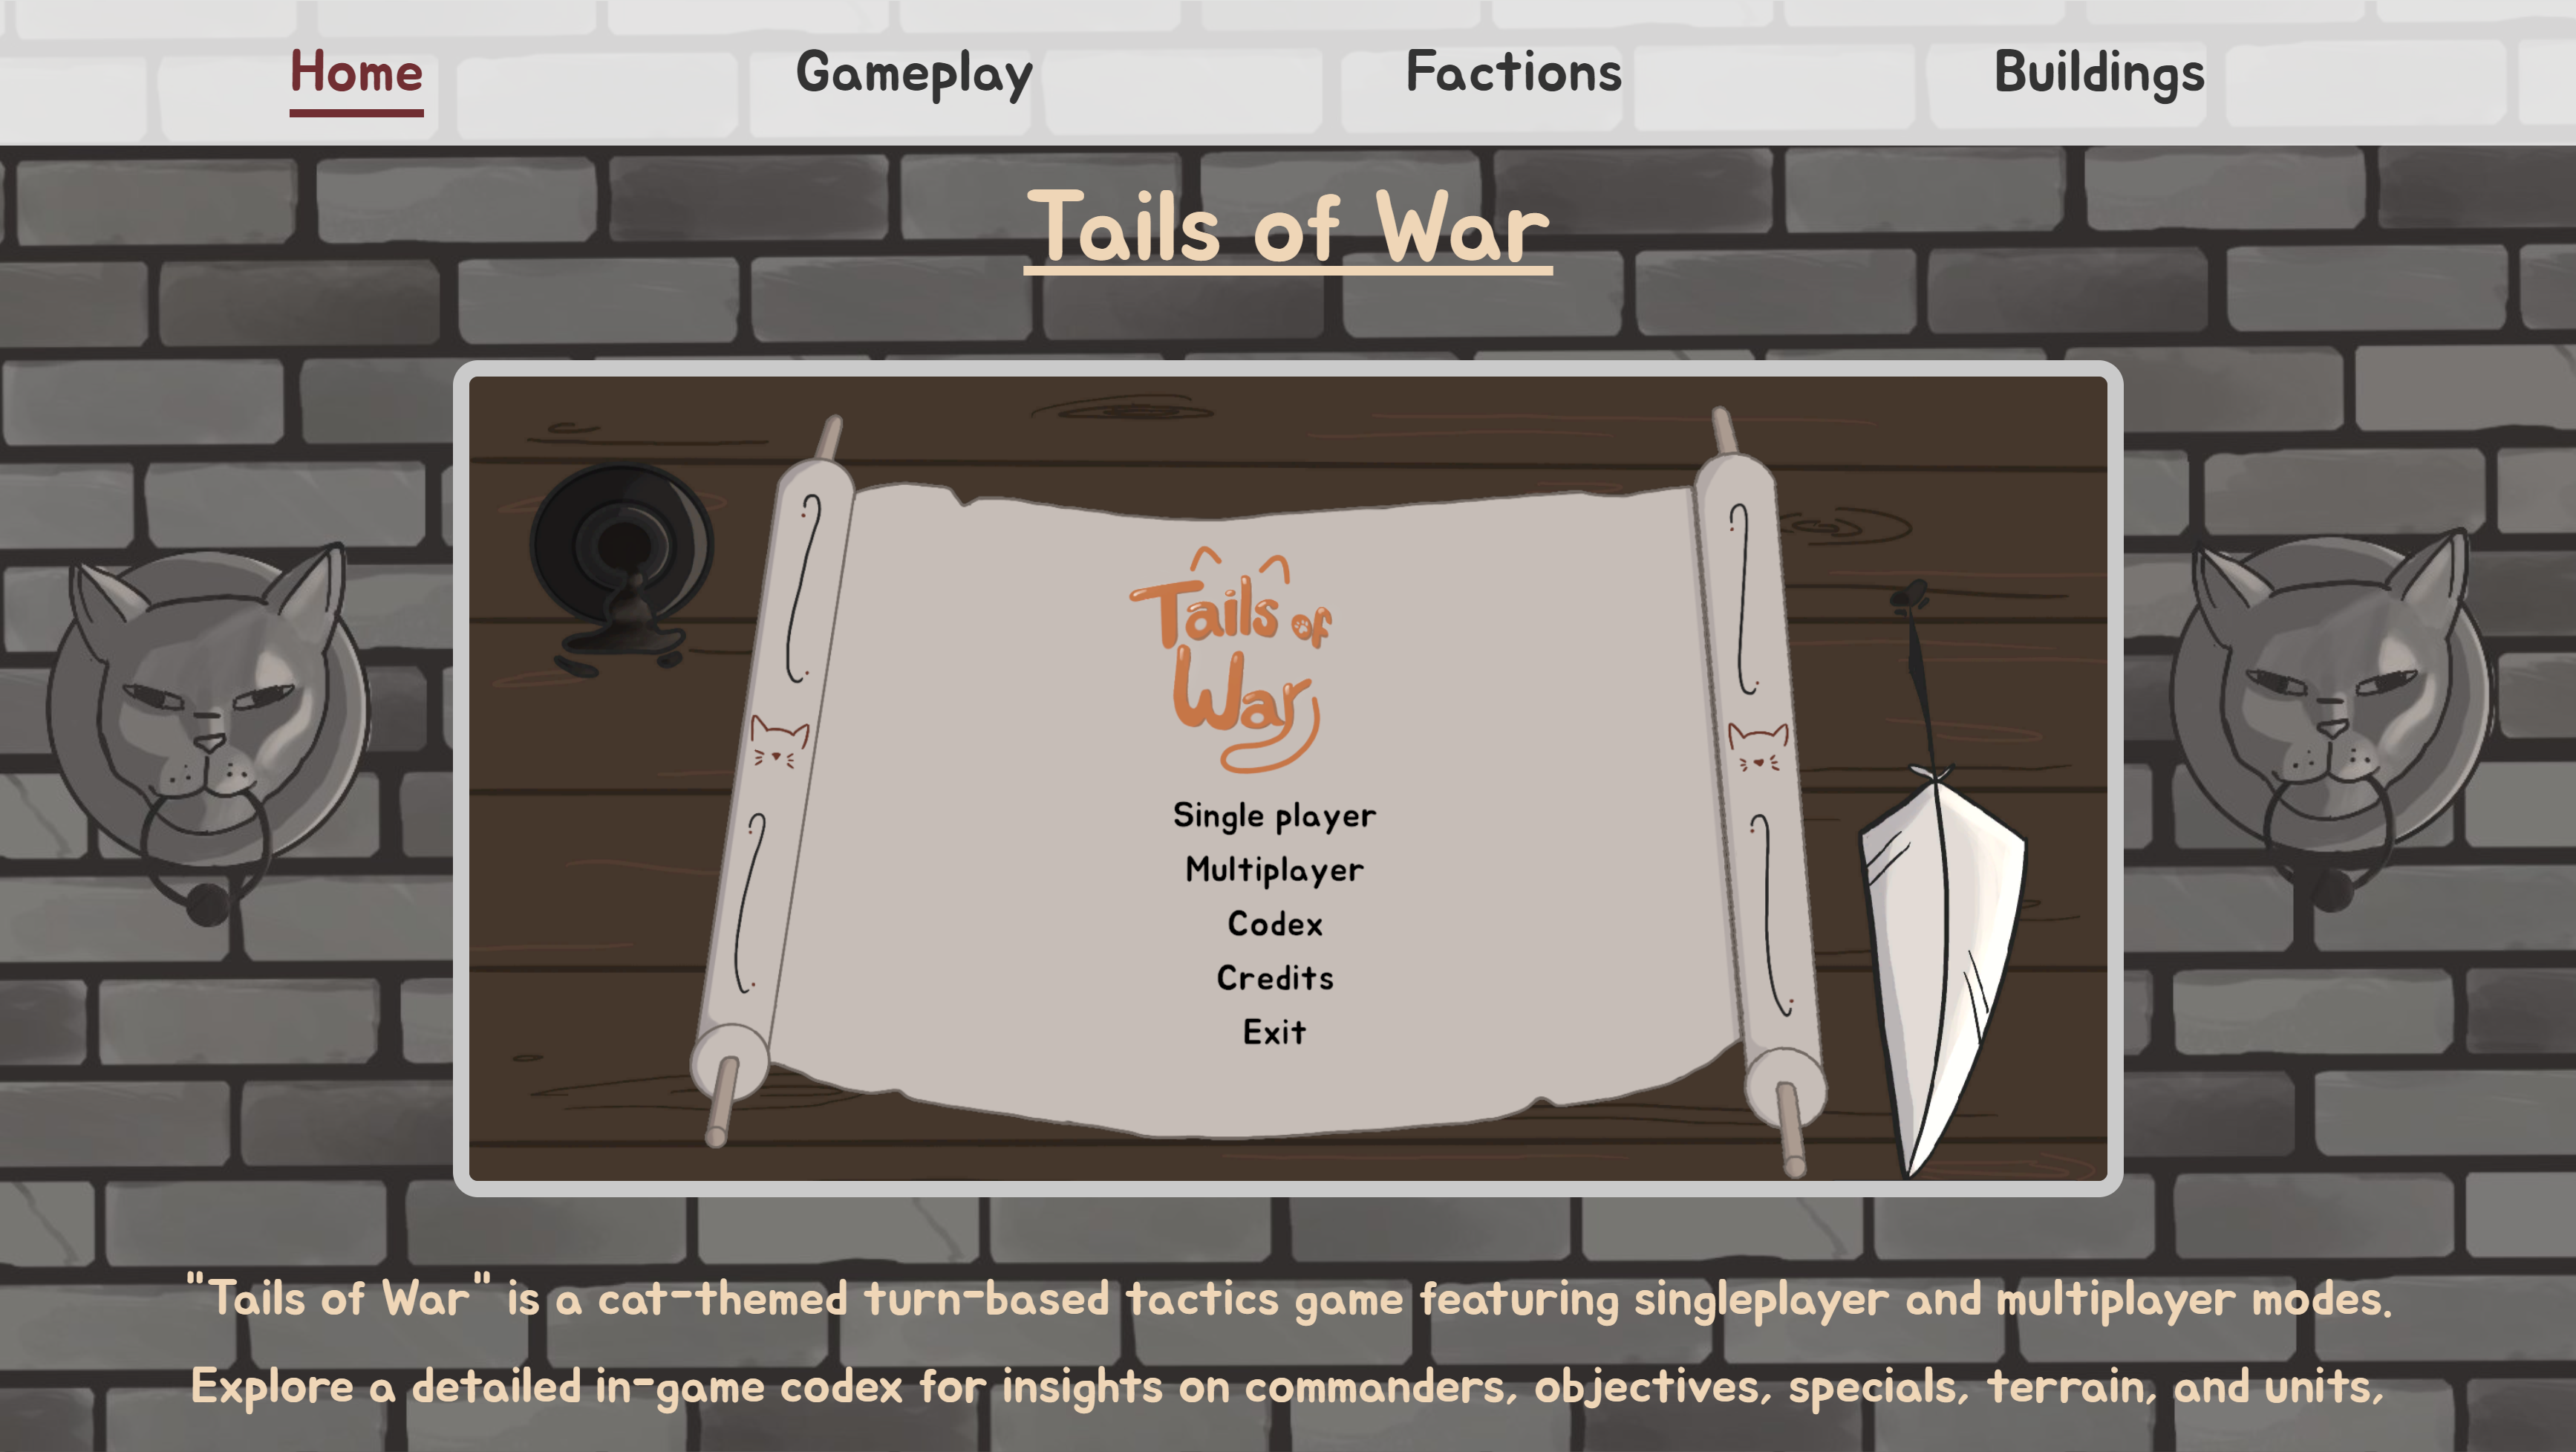 Home Gameplay Factions Buildings
Tails of War
Tails of
War
Single player
Multiplayer
Codex
Credits
Exit
"Tails of War" is a cat-themed turn-based tactics game featuring singleplayer and multiplayer modes.
Explore a detailed in-game codex for insights on commanders, objectives, specials, terrain, and units,